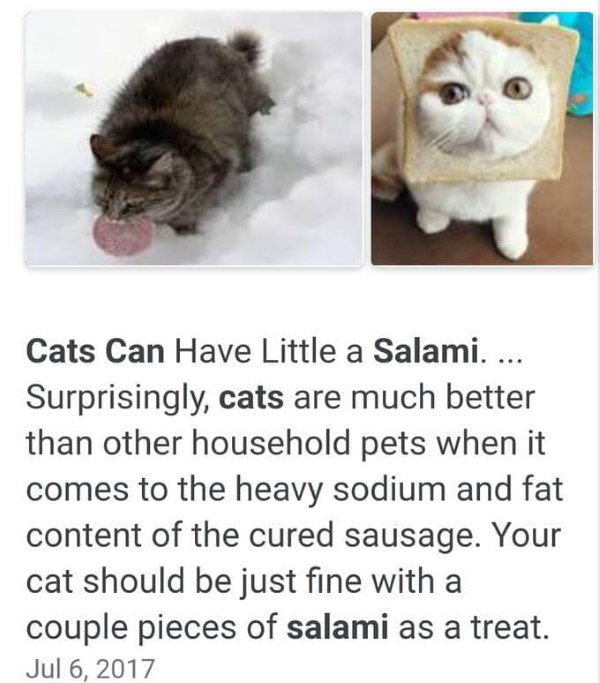 Cats Can Have Little a Salami. ...
Surprisingly, cats are much better
than other household pets when it
comes to the heavy sodium and fat
content of the cured sausage. Your
cat should be just fine with a
couple pieces of salami as a treat.
Jul 6, 2017